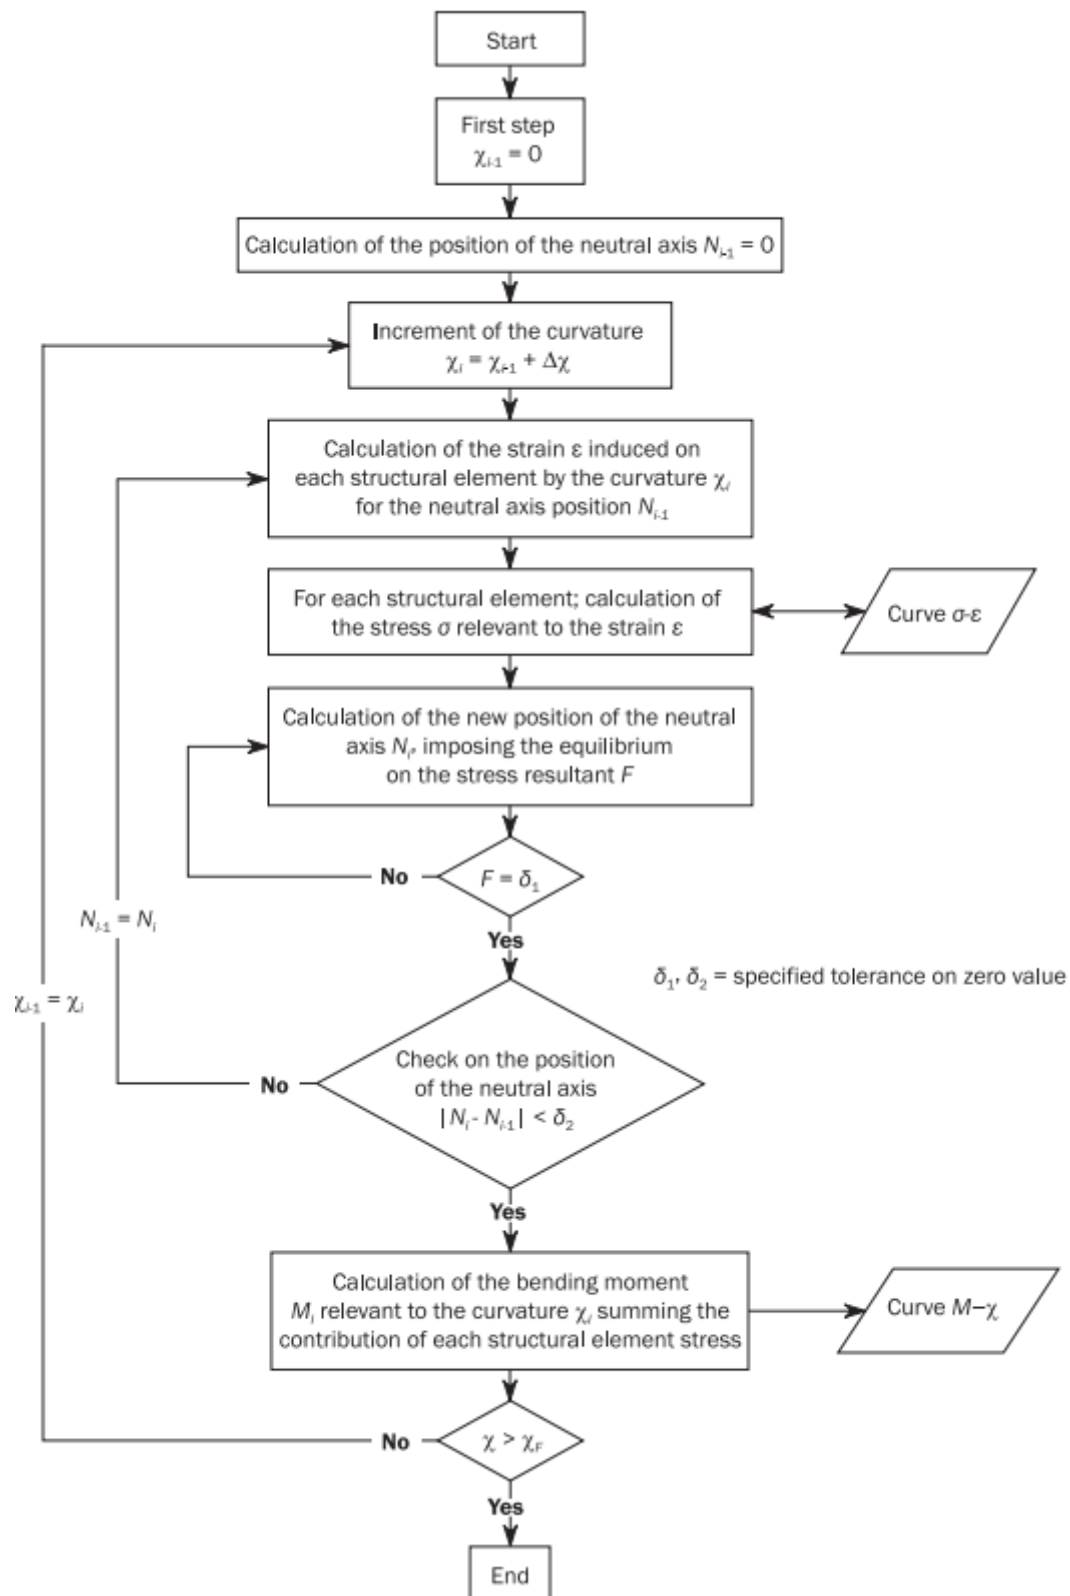 Start
First step
χᵢ₋₁ = 0
Calculation of the position of the neutral axis Nᵢ₋₁ = 0
Increment of the curvature
χᵢ = χᵢ₋₁ + Δχ
Calculation of the strain ε induced on
each structural element by the curvature χᵢ
for the neutral axis position Nᵢ₋₁
For each structural element; calculation of
the stress σ relevant to the strain ε
Curve σ-ε
Calculation of the new position of the neutral
axis Nᵢ, imposing the equilibrium
on the stress resultant F
No
F = δ₁
Nᵢ₋₁ = Nᵢ
Yes
δ₁, δ₂ = specified tolerance on zero value
χᵢ₋₁ = χᵢ
Check on the position
of the neutral axis
|Nᵢ - Nᵢ₋₁| < δ₂
No
Yes
Calculation of the bending moment
Mᵢ relevant to the curvature χᵢ summing the
contribution of each structural element stress
Curve M–χ
No
χ > χ_F
Yes
End